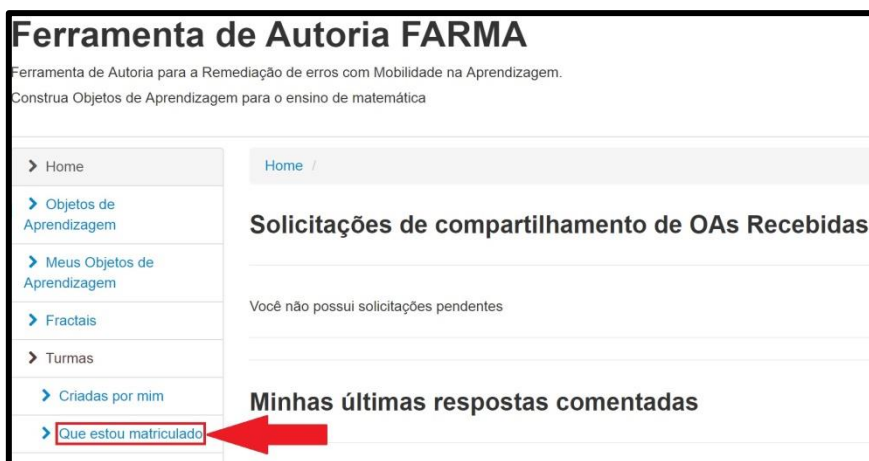 Ferramenta de Autoria FARMA
Ferramenta de Autoria para a Remediação de erros com Mobilidade na Aprendizagem.
Construa Objetos de Aprendizagem para o ensino de matemática
Home
Objetos de
Aprendizagem
Meus Objetos de
Aprendizagem
Fractais
Turmas
Criadas por mim
Que estou matriculado
Home /
Solicitações de compartilhamento de OAs Recebidas
Você não possui solicitações pendentes
Minhas últimas respostas comentadas